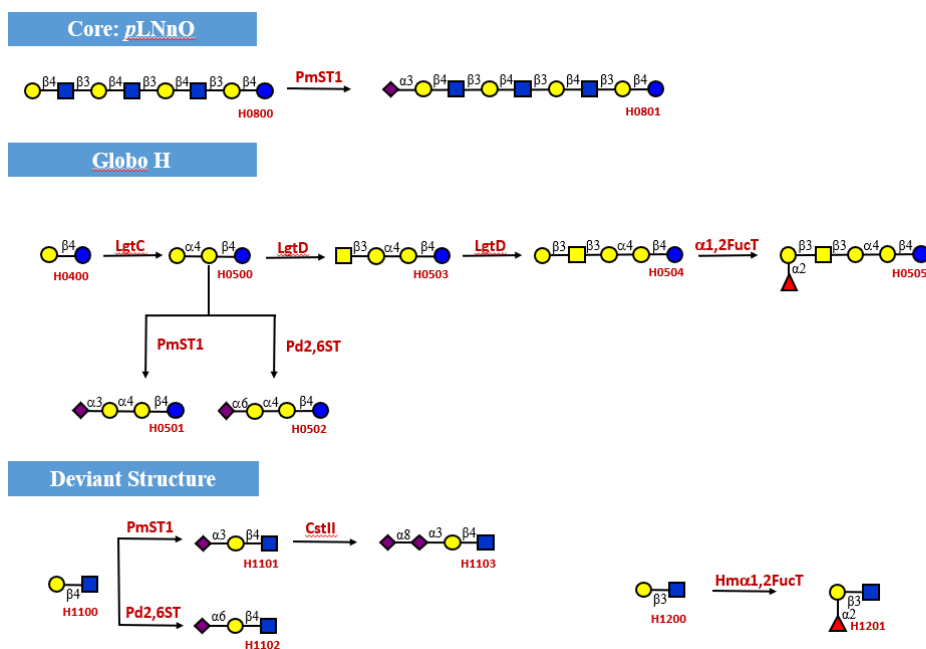 Core: pLNnO
β4 β3 β4 β3 β4 β3 β4
H0800
PmST1
α3 β4 β3 β4 β3 β4 β3 β4
H0801
Globo H
β4
H0400
LgtC
α4 β4
H0500
LgtD
β3 α4 β4
H0503
LgtD
β3 β3 α4 β4
H0504
α1,2FucT
β3 β3 α4 β4
α2
H0505
PmST1
Pd2,6ST
α3 α4 β4
H0501
α6 α4 β4
H0502
Deviant Structure
β4
H1100
PmST1
α3 β4
H1101
CstII
α8 α3 β4
H1103
Pd2,6ST
α6 β4
H1102
β3
H1200
Hmα1,2FucT
β3
α2
H1201